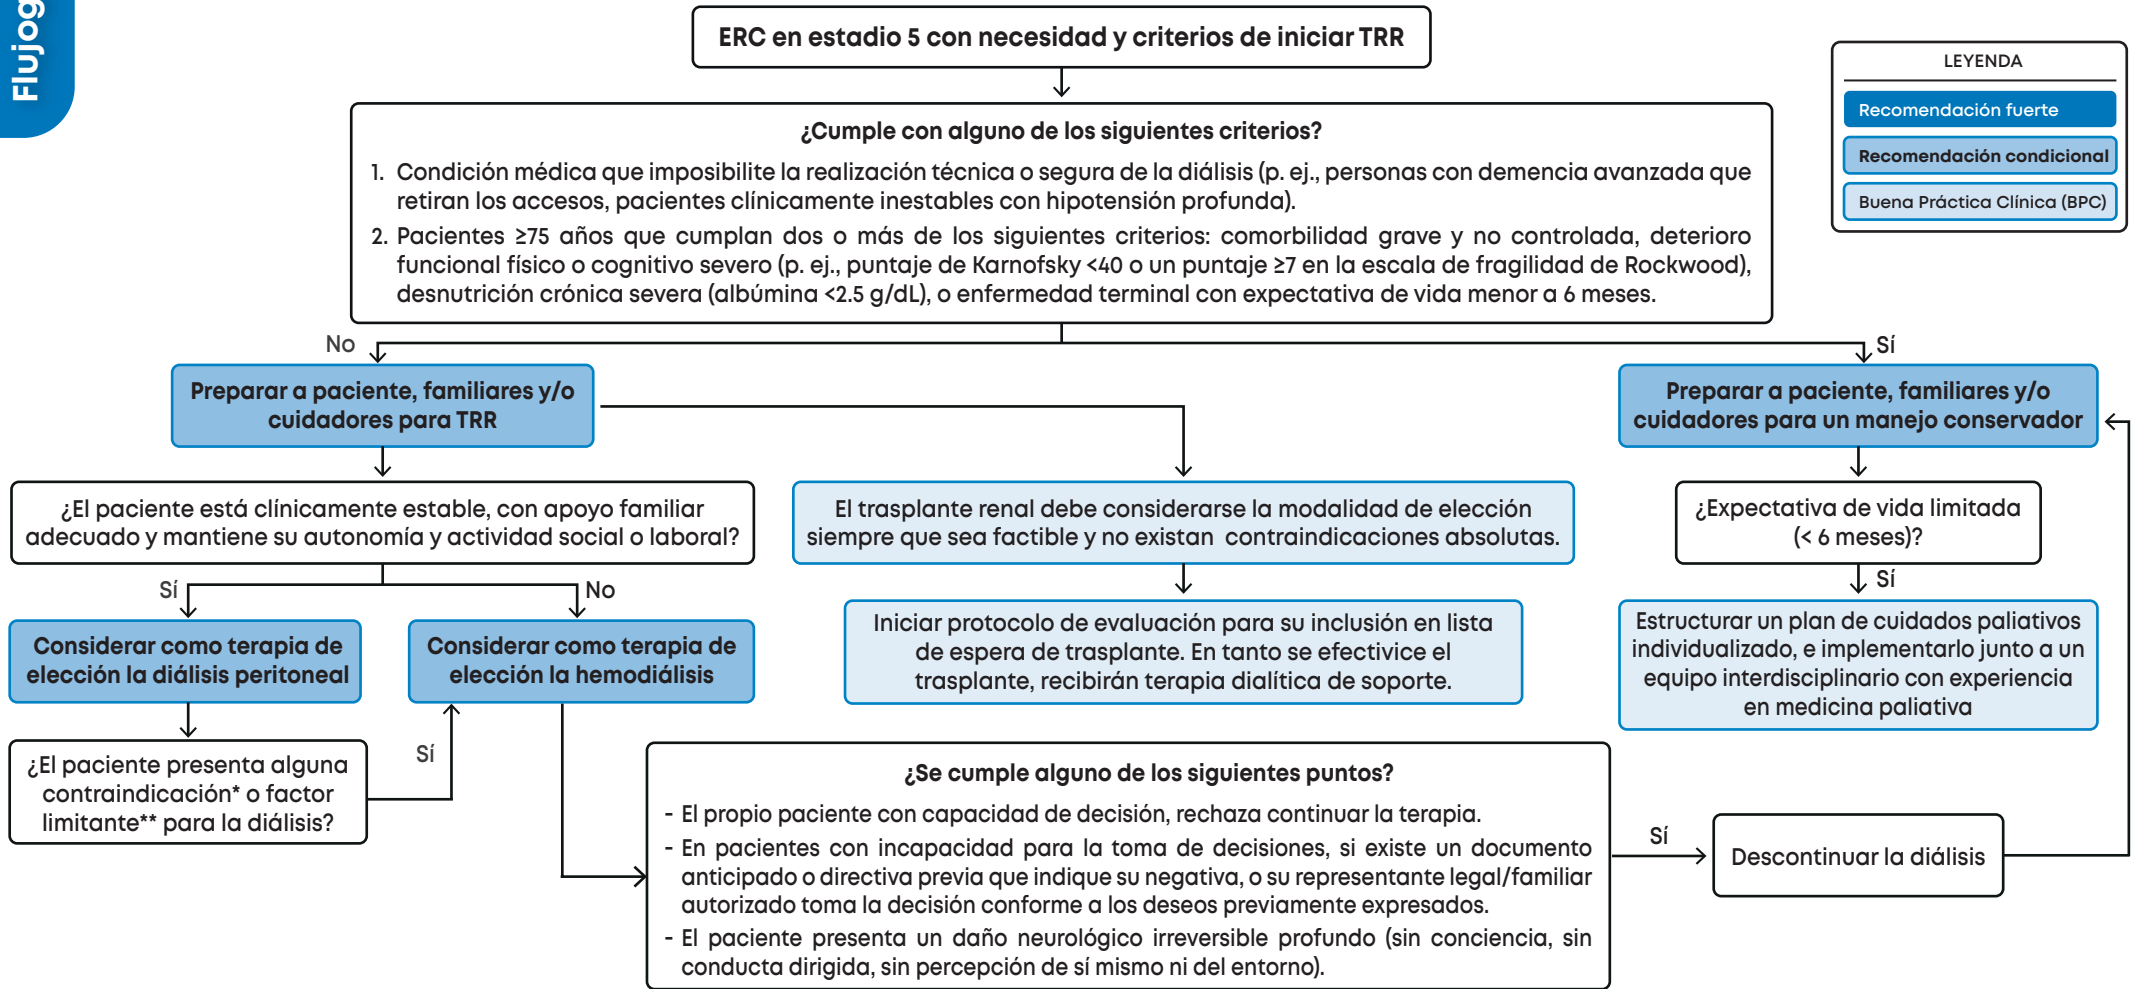 Flujog
ERC en estadio 5 con necesidad y criterios de iniciar TRR
LEYENDA
Recomendación fuerte
Recomendación condicional
Buena Práctica Clínica (BPC)
¿Cumple con alguno de los siguientes criterios?
1. Condición médica que imposibilite la realización técnica o segura de la diálisis (p. ej., personas con demencia avanzada que
retiran los accesos, pacientes clínicamente inestables con hipotensión profunda).
2. Pacientes ≥75 años que cumplan dos o más de los siguientes criterios: comorbilidad grave y no controlada, deterioro
funcional físico o cognitivo severo (p. ej., puntaje de Karnofsky <40 o un puntaje ≥7 en la escala de fragilidad de Rockwood),
desnutrición crónica severa (albúmina <2.5 g/dL), o enfermedad terminal con expectativa de vida menor a 6 meses.
No
Sí
Preparar a paciente, familiares y/o
cuidadores para TRR
Preparar a paciente, familiares y/o
cuidadores para un manejo conservador
¿El paciente está clínicamente estable, con apoyo familiar
adecuado y mantiene su autonomía y actividad social o laboral?
El trasplante renal debe considerarse la modalidad de elección
siempre que sea factible y no existan contraindicaciones absolutas.
¿Expectativa de vida limitada
(< 6 meses)?
Sí
No
Sí
Considerar como terapia de
elección la diálisis peritoneal
Considerar como terapia de
elección la hemodiálisis
Iniciar protocolo de evaluación para su inclusión en lista
de espera de trasplante. En tanto se efectivice el
trasplante, recibirán terapia dialítica de soporte.
Estructurar un plan de cuidados paliativos
individualizado, e implementarlo junto a un
equipo interdisciplinario con experiencia
en medicina paliativa
¿El paciente presenta alguna
contraindicación* o factor
limitante** para la diálisis?
Sí
¿Se cumple alguno de los siguientes puntos?
- El propio paciente con capacidad de decisión, rechaza continuar la terapia.
- En pacientes con incapacidad para la toma de decisiones, si existe un documento
anticipado o directiva previa que indique su negativa, o su representante legal/familiar
autorizado toma la decisión conforme a los deseos previamente expresados.
- El paciente presenta un daño neurológico irreversible profundo (sin conciencia, sin
conducta dirigida, sin percepción de sí mismo ni del entorno).
Sí
Descontinuar la diálisis